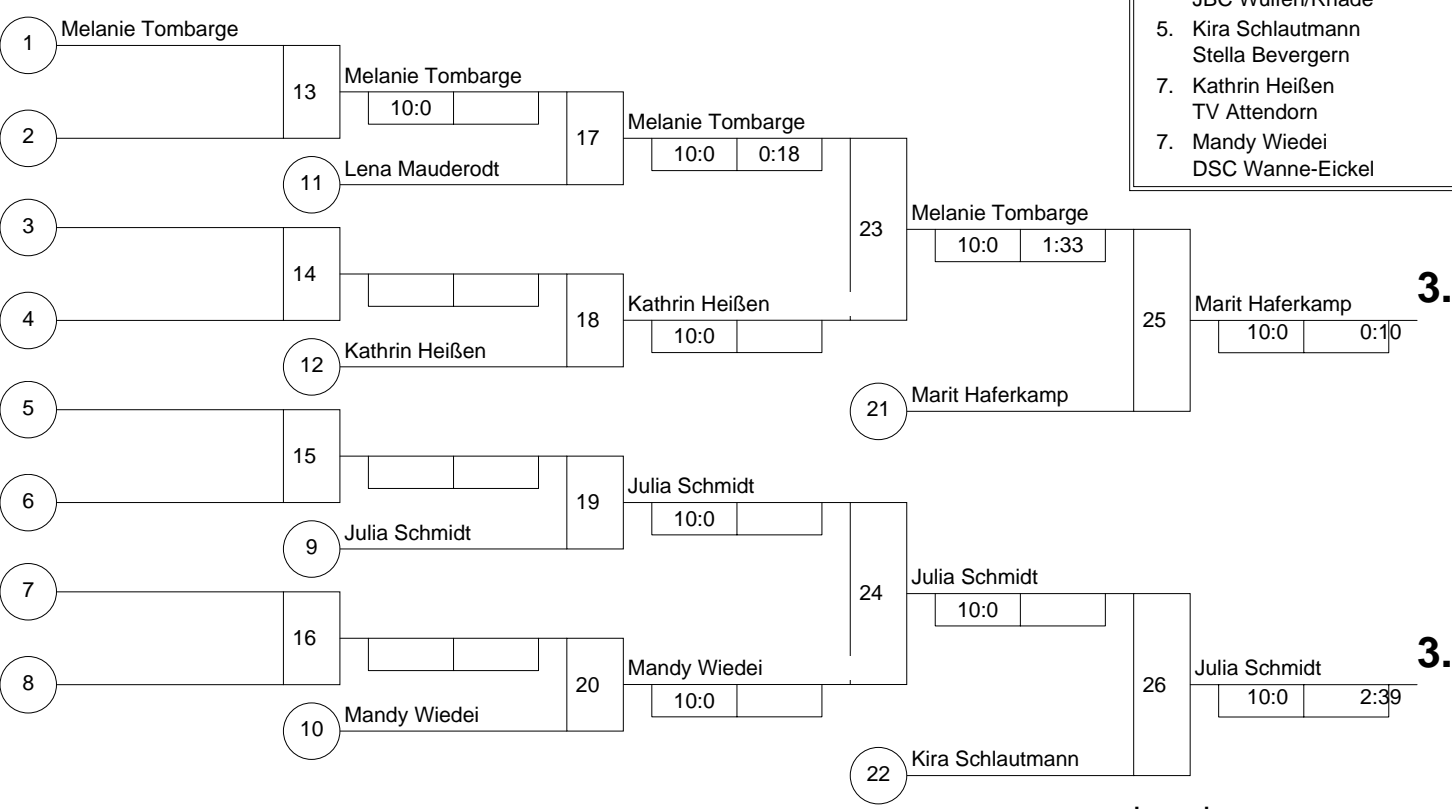 1 Melanie Tombarge
2
13
Melanie Tombarge
10:0
11 Lena Mauderodt
17
Melanie Tombarge
10:0 0:18
3
4
14
12 Kathrin Heißen
18
Kathrin Heißen
10:0
23
Melanie Tombarge
10:0 1:33
21 Marit Haferkamp
25
Marit Haferkamp
10:0 0:10
3.
5
6
15
9 Julia Schmidt
19
Julia Schmidt
10:0
7
8
16
10 Mandy Wiedei
20
Mandy Wiedei
10:0
24
Julia Schmidt
10:0
22 Kira Schlautmann
26
Julia Schmidt
10:0 2:39
3.
JBC Wulfen/Rhade
5. Kira Schlautmann
Stella Bevergern
7. Kathrin Heißen
TV Attendorn
7. Mandy Wiedei
DSC Wanne-Eickel